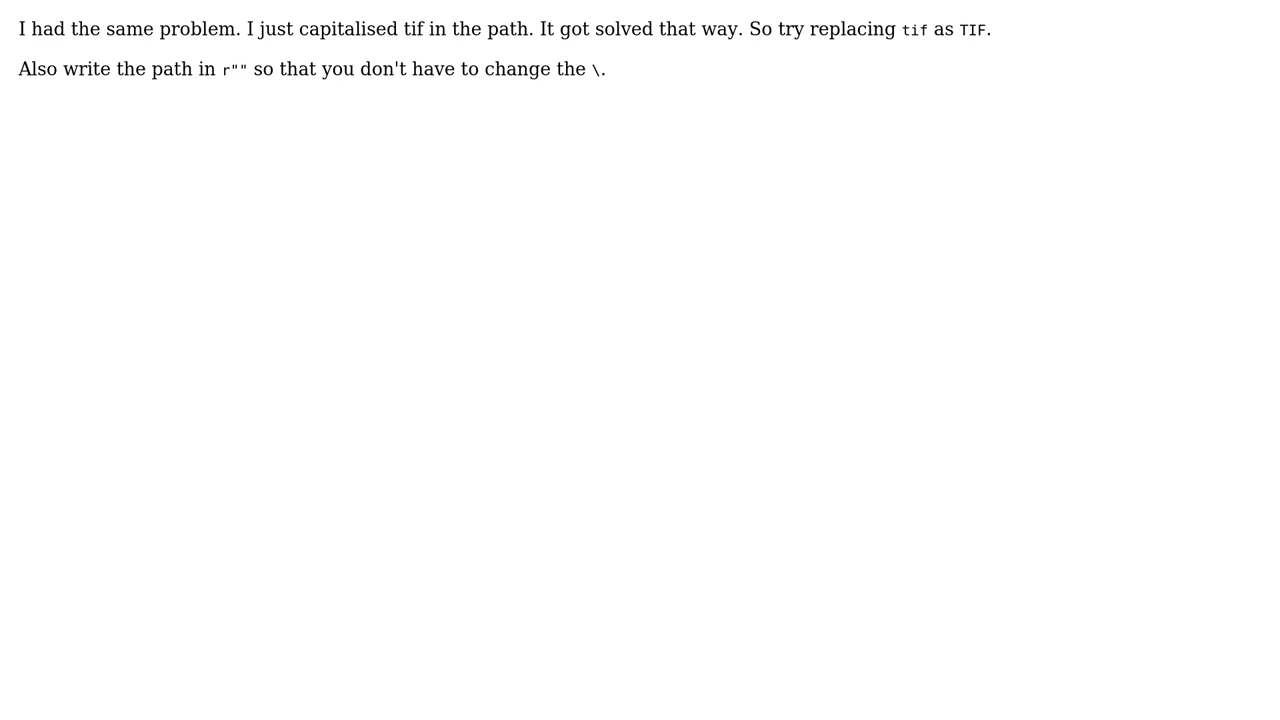 I had the same problem. I just capitalised tif in the path. It got solved that way. So try replacing tif as TIF.
Also write the path in r"" so that you don't have to change the \.